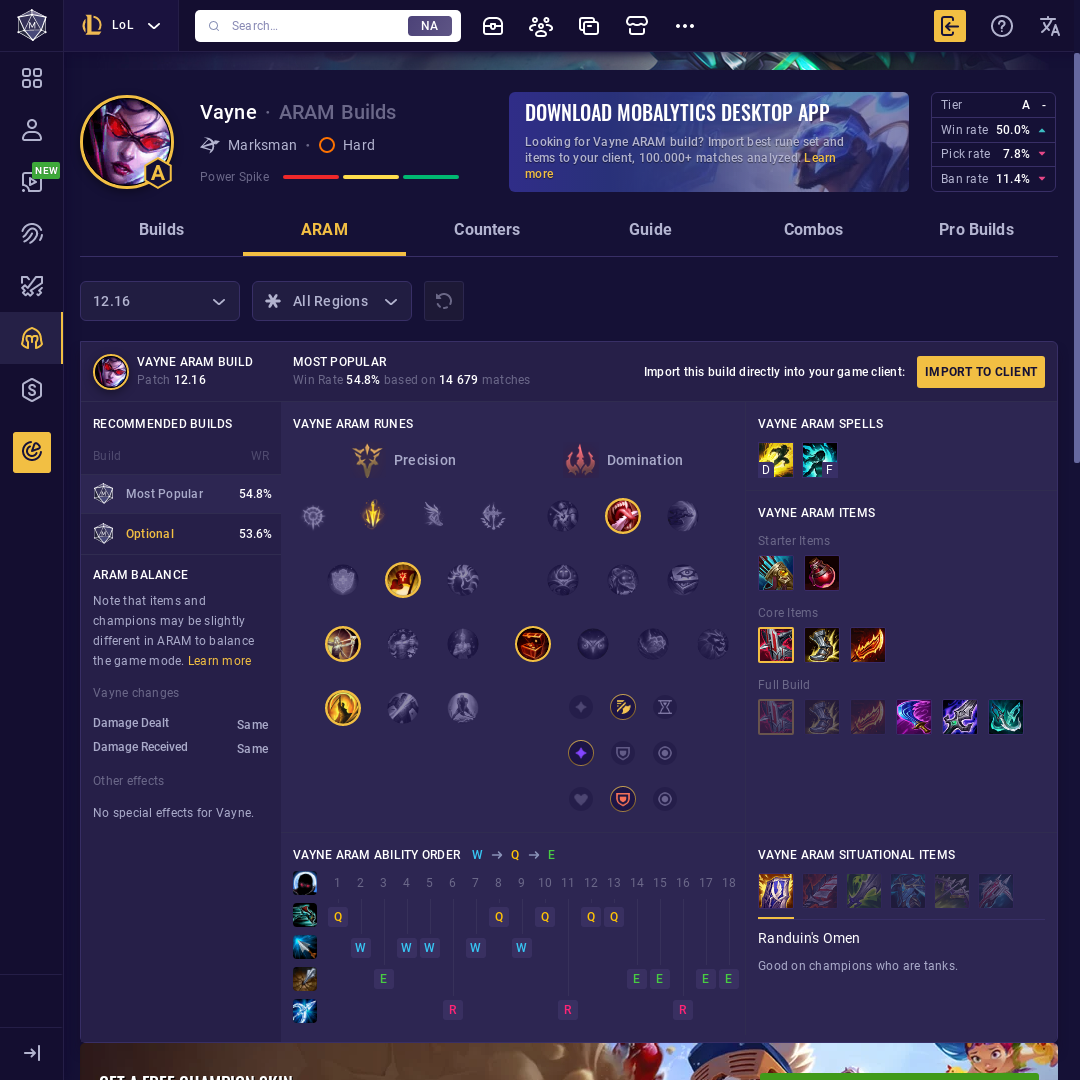 LoL
Search...
NA
NEW
Vayne · ARAM Builds
Marksman · Hard
Power Spike
A
DOWNLOAD MOBALYTICS DESKTOP APP
Looking for Vayne ARAM build? Import best rune set and
items to your client, 100.000+ matches analyzed. Learn
more
Tier A -
Win rate 50.0%
Pick rate 7.8%
Ban rate 11.4%
Builds
ARAM
Counters
Guide
Combos
Pro Builds
12.16
All Regions
VAYNE ARAM BUILD
Patch 12.16
MOST POPULAR
Win Rate 54.8% based on 14 679 matches
Import this build directly into your game client:
IMPORT TO CLIENT
RECOMMENDED BUILDS
Build WR
Most Popular 54.8%
Optional 53.6%
ARAM BALANCE
Note that items and
champions may be slightly
different in ARAM to balance
the game mode. Learn more
Vayne changes
Damage Dealt Same
Damage Received Same
Other effects
No special effects for Vayne.
VAYNE ARAM RUNES
Precision
Domination
VAYNE ARAM SPELLS
D
F
VAYNE ARAM ITEMS
Starter Items
Core Items
Full Build
VAYNE ARAM ABILITY ORDER W → Q → E
1 2 3 4 5 6 7 8 9 10 11 12 13 14 15 16 17 18
Q Q Q Q Q
W W W W W
E E E E E
R R R
VAYNE ARAM SITUATIONAL ITEMS
Randuin's Omen
Good on champions who are tanks.
GET A FREE CHAMPION SKIN